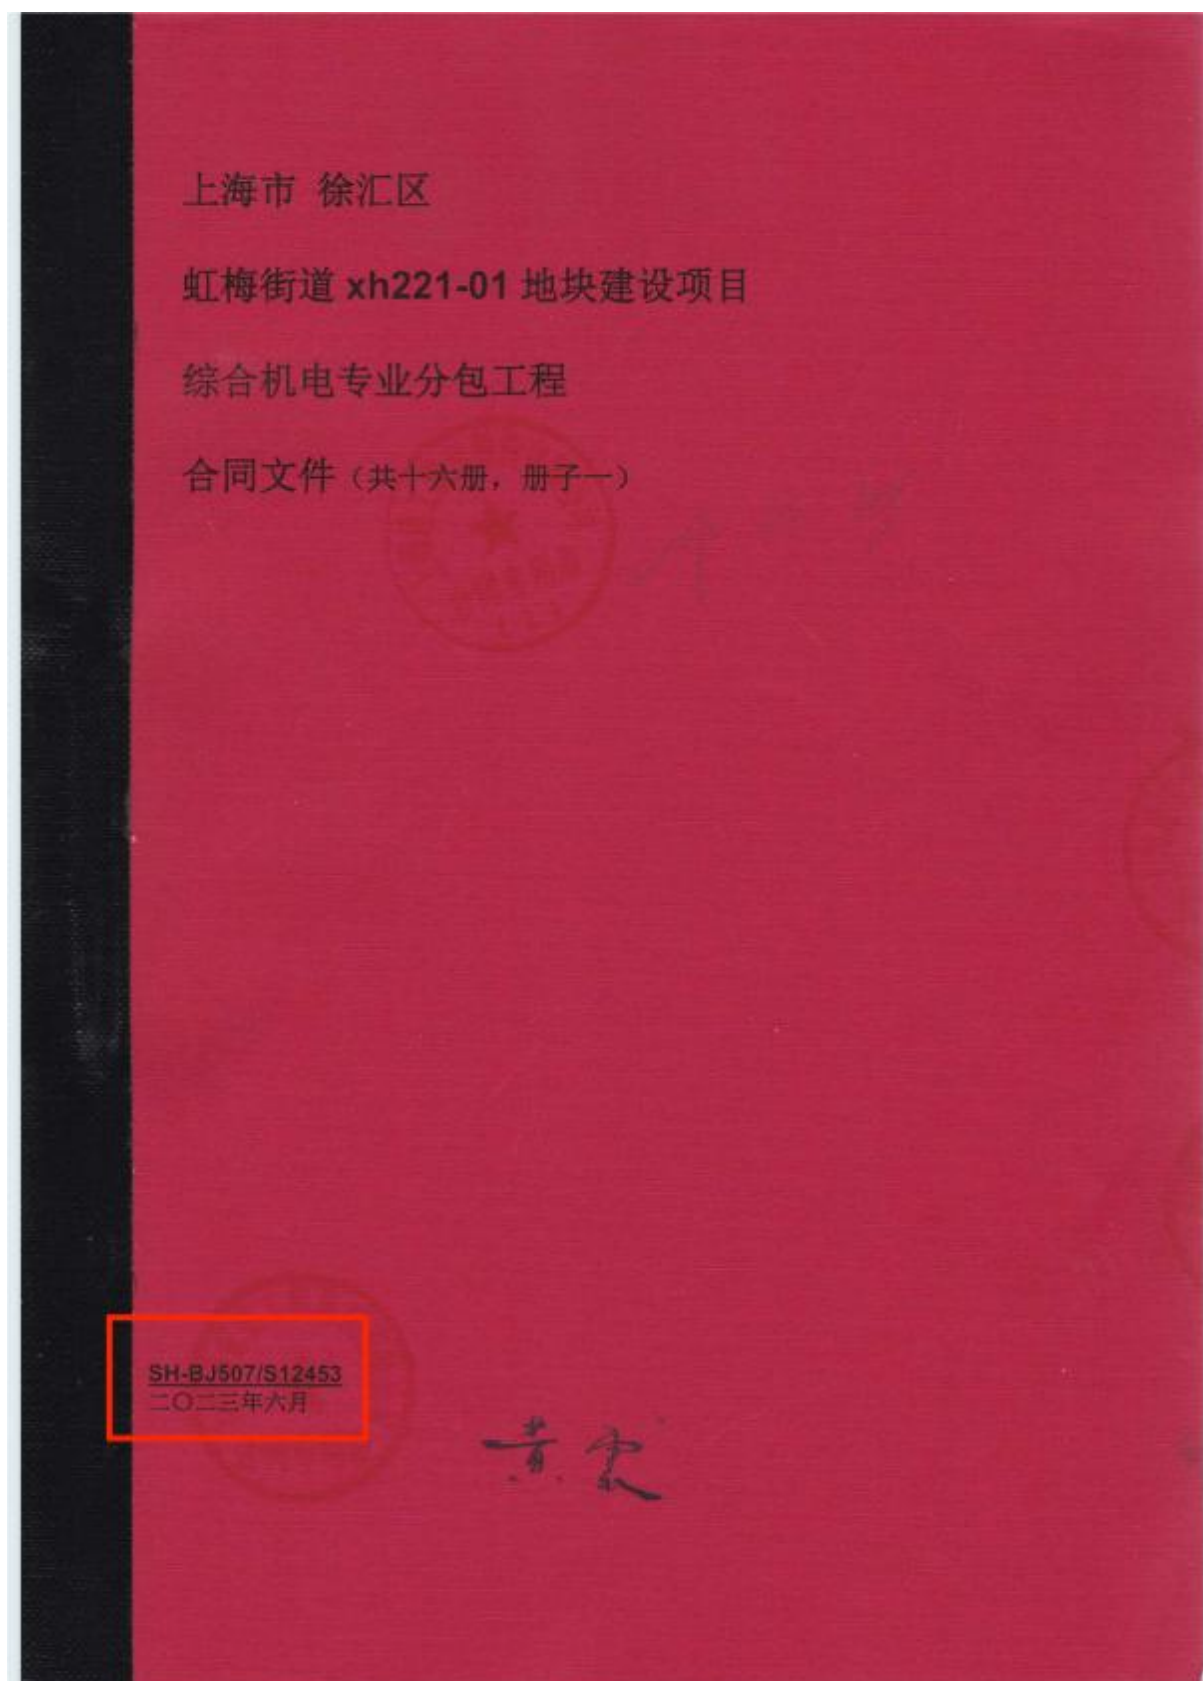 上海市 徐汇区
虹梅街道 xh221-01 地块建设项目
综合机电专业分包工程
合同文件（共十六册，册子一）
SH-BJ507/S12453
二〇二三年六月
黄